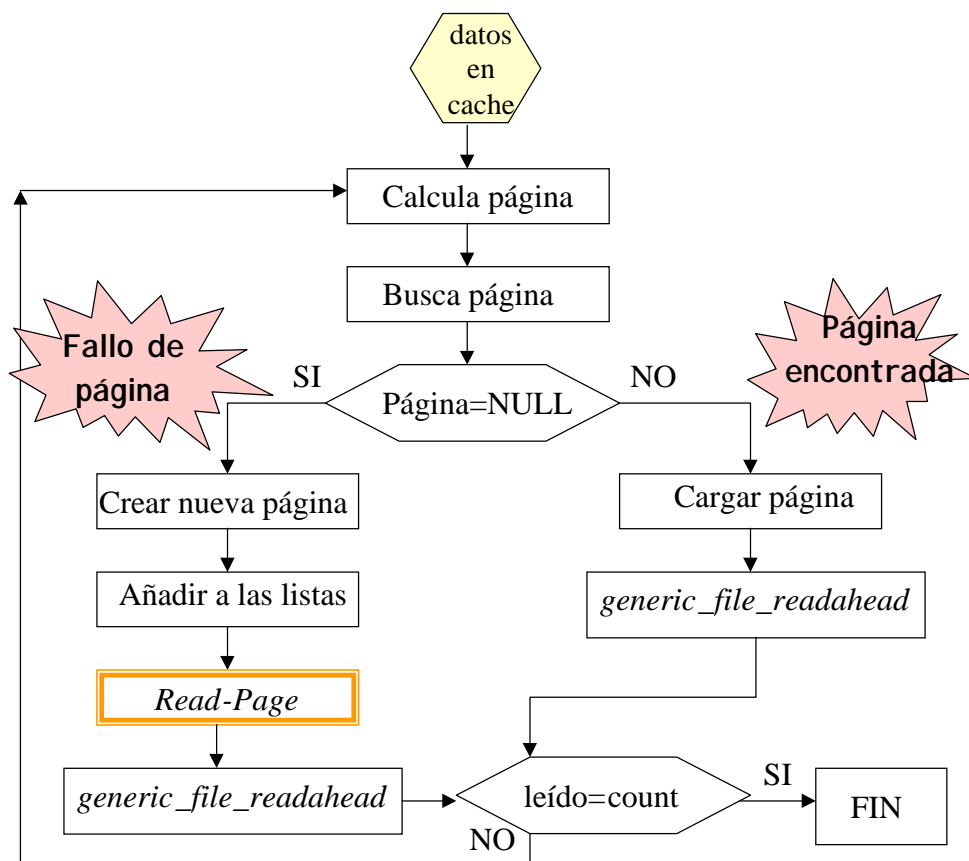 datos
en
cache
Calcula página
Busca página
Fallo de
página
Página
encontrada
SI
NO
Página=NULL
Crear nueva página
Cargar página
Añadir a las listas
generic_file_readahead
Read-Page
generic_file_readahead
leído=count
SI
FIN
NO